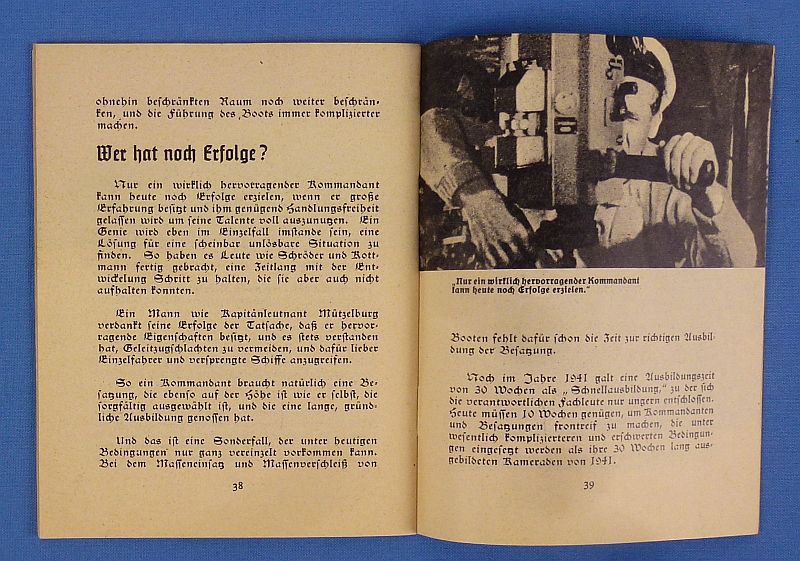 ohnehin beschränkten Raum noch weiter beschrän-
ken, und die Führung des Boots immer komplizierter
machen.
Wer hat noch Erfolge?
Nur ein wirklich hervorragender Kommandant
kann heute noch Erfolge erzielen, wenn er große
Erfahrung besitzt und ihm genügend Handlungsfreiheit
gelassen wird um seine Talente voll auszunutzen. Ein
Genie wird eben im Einzelfall imstande sein, eine
Lösung für eine scheinbar unlösbare Situation zu
finden. So haben es Leute wie Schröder und Kott-
mann fertig gebracht, eine Zeitlang mit der Ent-
wickelung Schritt zu halten, die sie aber auch nicht
aufhalten konnten.
Ein Mann wie Kapitänleutnant Mützelburg
verdankt seine Erfolge der Tatsache, daß er hervor-
ragende Eigenschaften besitzt, und es stets verstanden
hat, Geleitzugschlachten zu vermeiden, und dafür lieber
Einzelfahrer und versprengte Schiffe anzugreifen.
So ein Kommandant braucht natürlich eine Be-
satzung, die ebenso auf der Höhe ist wie er selbst, die
sorgfältig ausgewählt ist, und die eine lange, gründ-
liche Ausbildung genossen hat.
Und das ist eine Sonderfall, der unter heutigen
Bedingungen nur ganz vereinzelt vorkommen kann.
Bei dem Masseneinsatz und Massenverschleiß von
38
„Nur ein wirklich hervorragender Kommandant
kann heute noch Erfolge erzielen.“
Booten fehlt dafür schon die Zeit zur richtigen Ausbil-
dung der Besatzung.
Noch im Jahre 1941 galt eine Ausbildungszeit
von 30 Wochen als „Schnellausbildung,“ zu der sich
die verantwortlichen Fachleute nur ungern entschlossen.
Heute müssen 10 Wochen genügen, um Kommandanten
und Besatzungen frontreif zu machen, die unter
wesentlich komplizierteren und erschwerten Bedingun-
gen eingesetzt werden als ihre 30 Wochen lang aus-
gebildeten Kameraden von 1941.
39